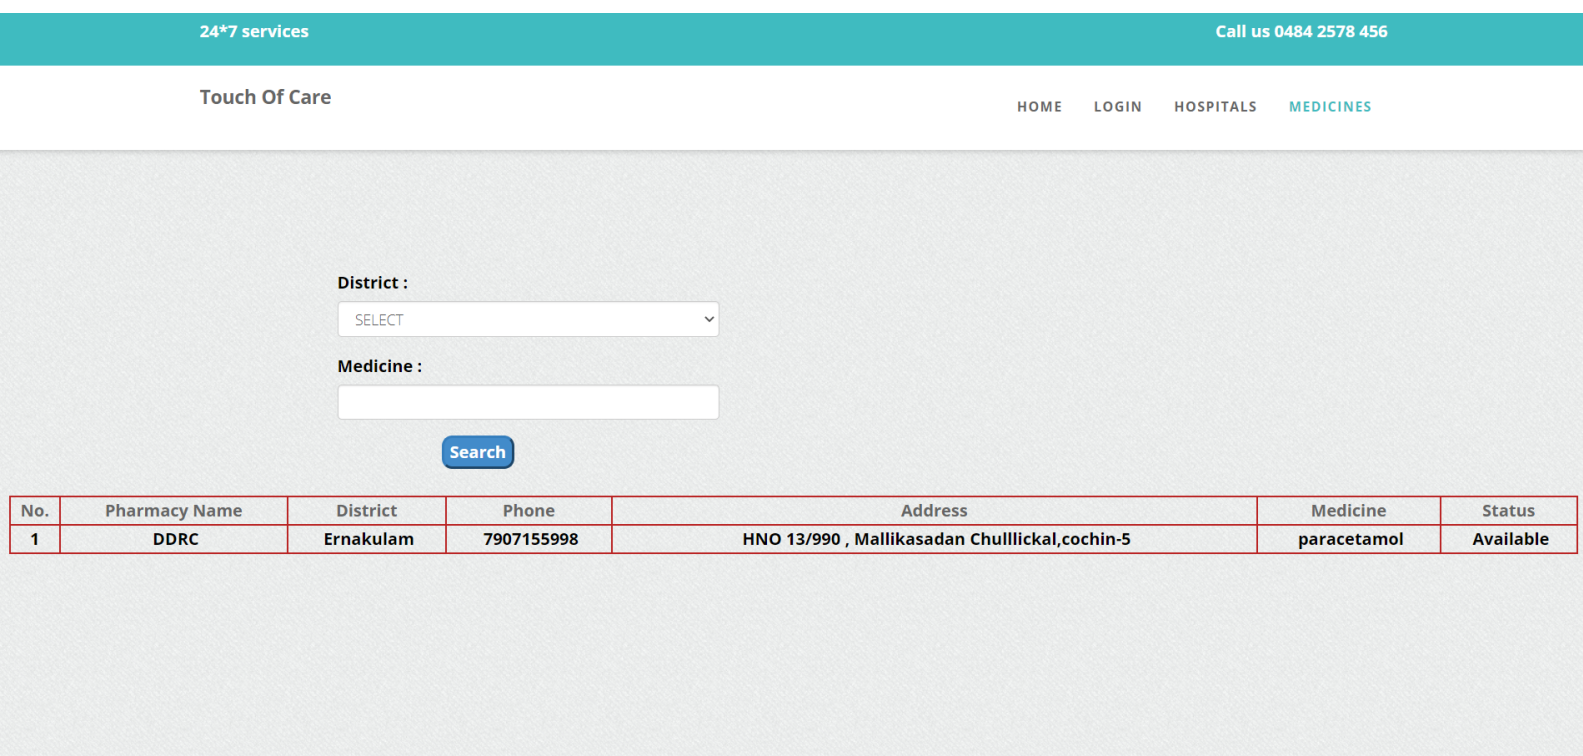 24*7 services Call us 0484 2578 456
Touch Of Care
HOME LOGIN HOSPITALS MEDICINES
District :
SELECT
Medicine :
Search
No. Pharmacy Name District Phone Address Medicine Status
1 DDRC Ernakulam 7907155998 HNO 13/990 , Mallikasadan Chulllickal,cochin-5 paracetamol Available